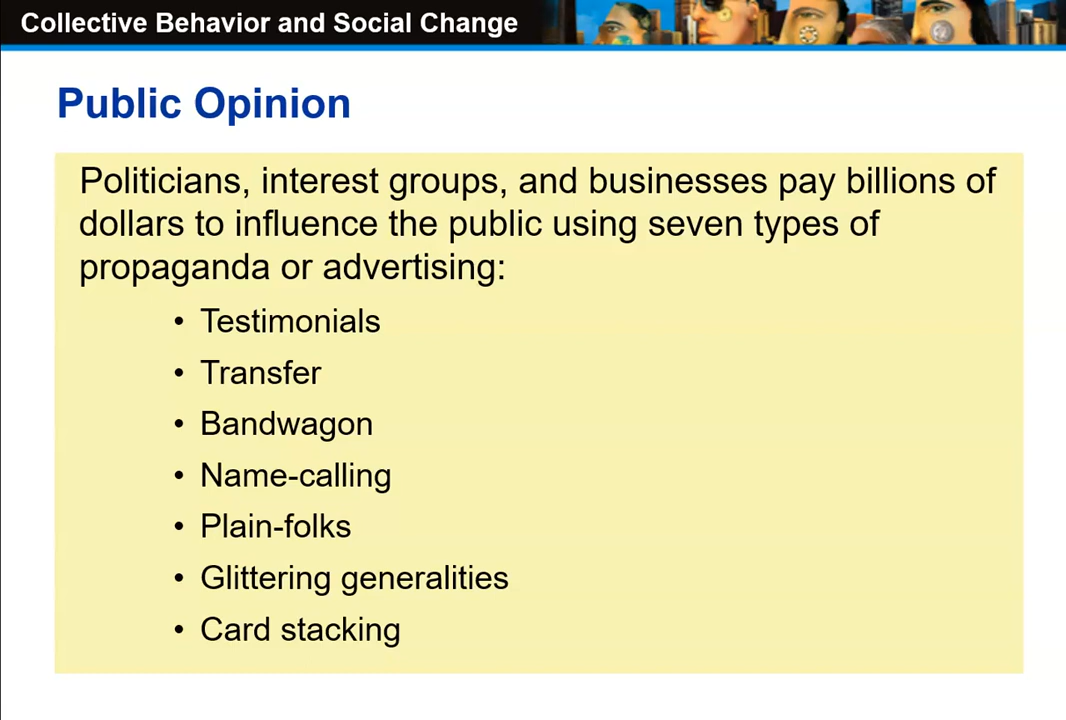 Collective Behavior and Social Change
Public Opinion
Politicians, interest groups, and businesses pay billions of
dollars to influence the public using seven types of
propaganda or advertising:
• Testimonials
• Transfer
• Bandwagon
• Name-calling
• Plain-folks
• Glittering generalities
• Card stacking